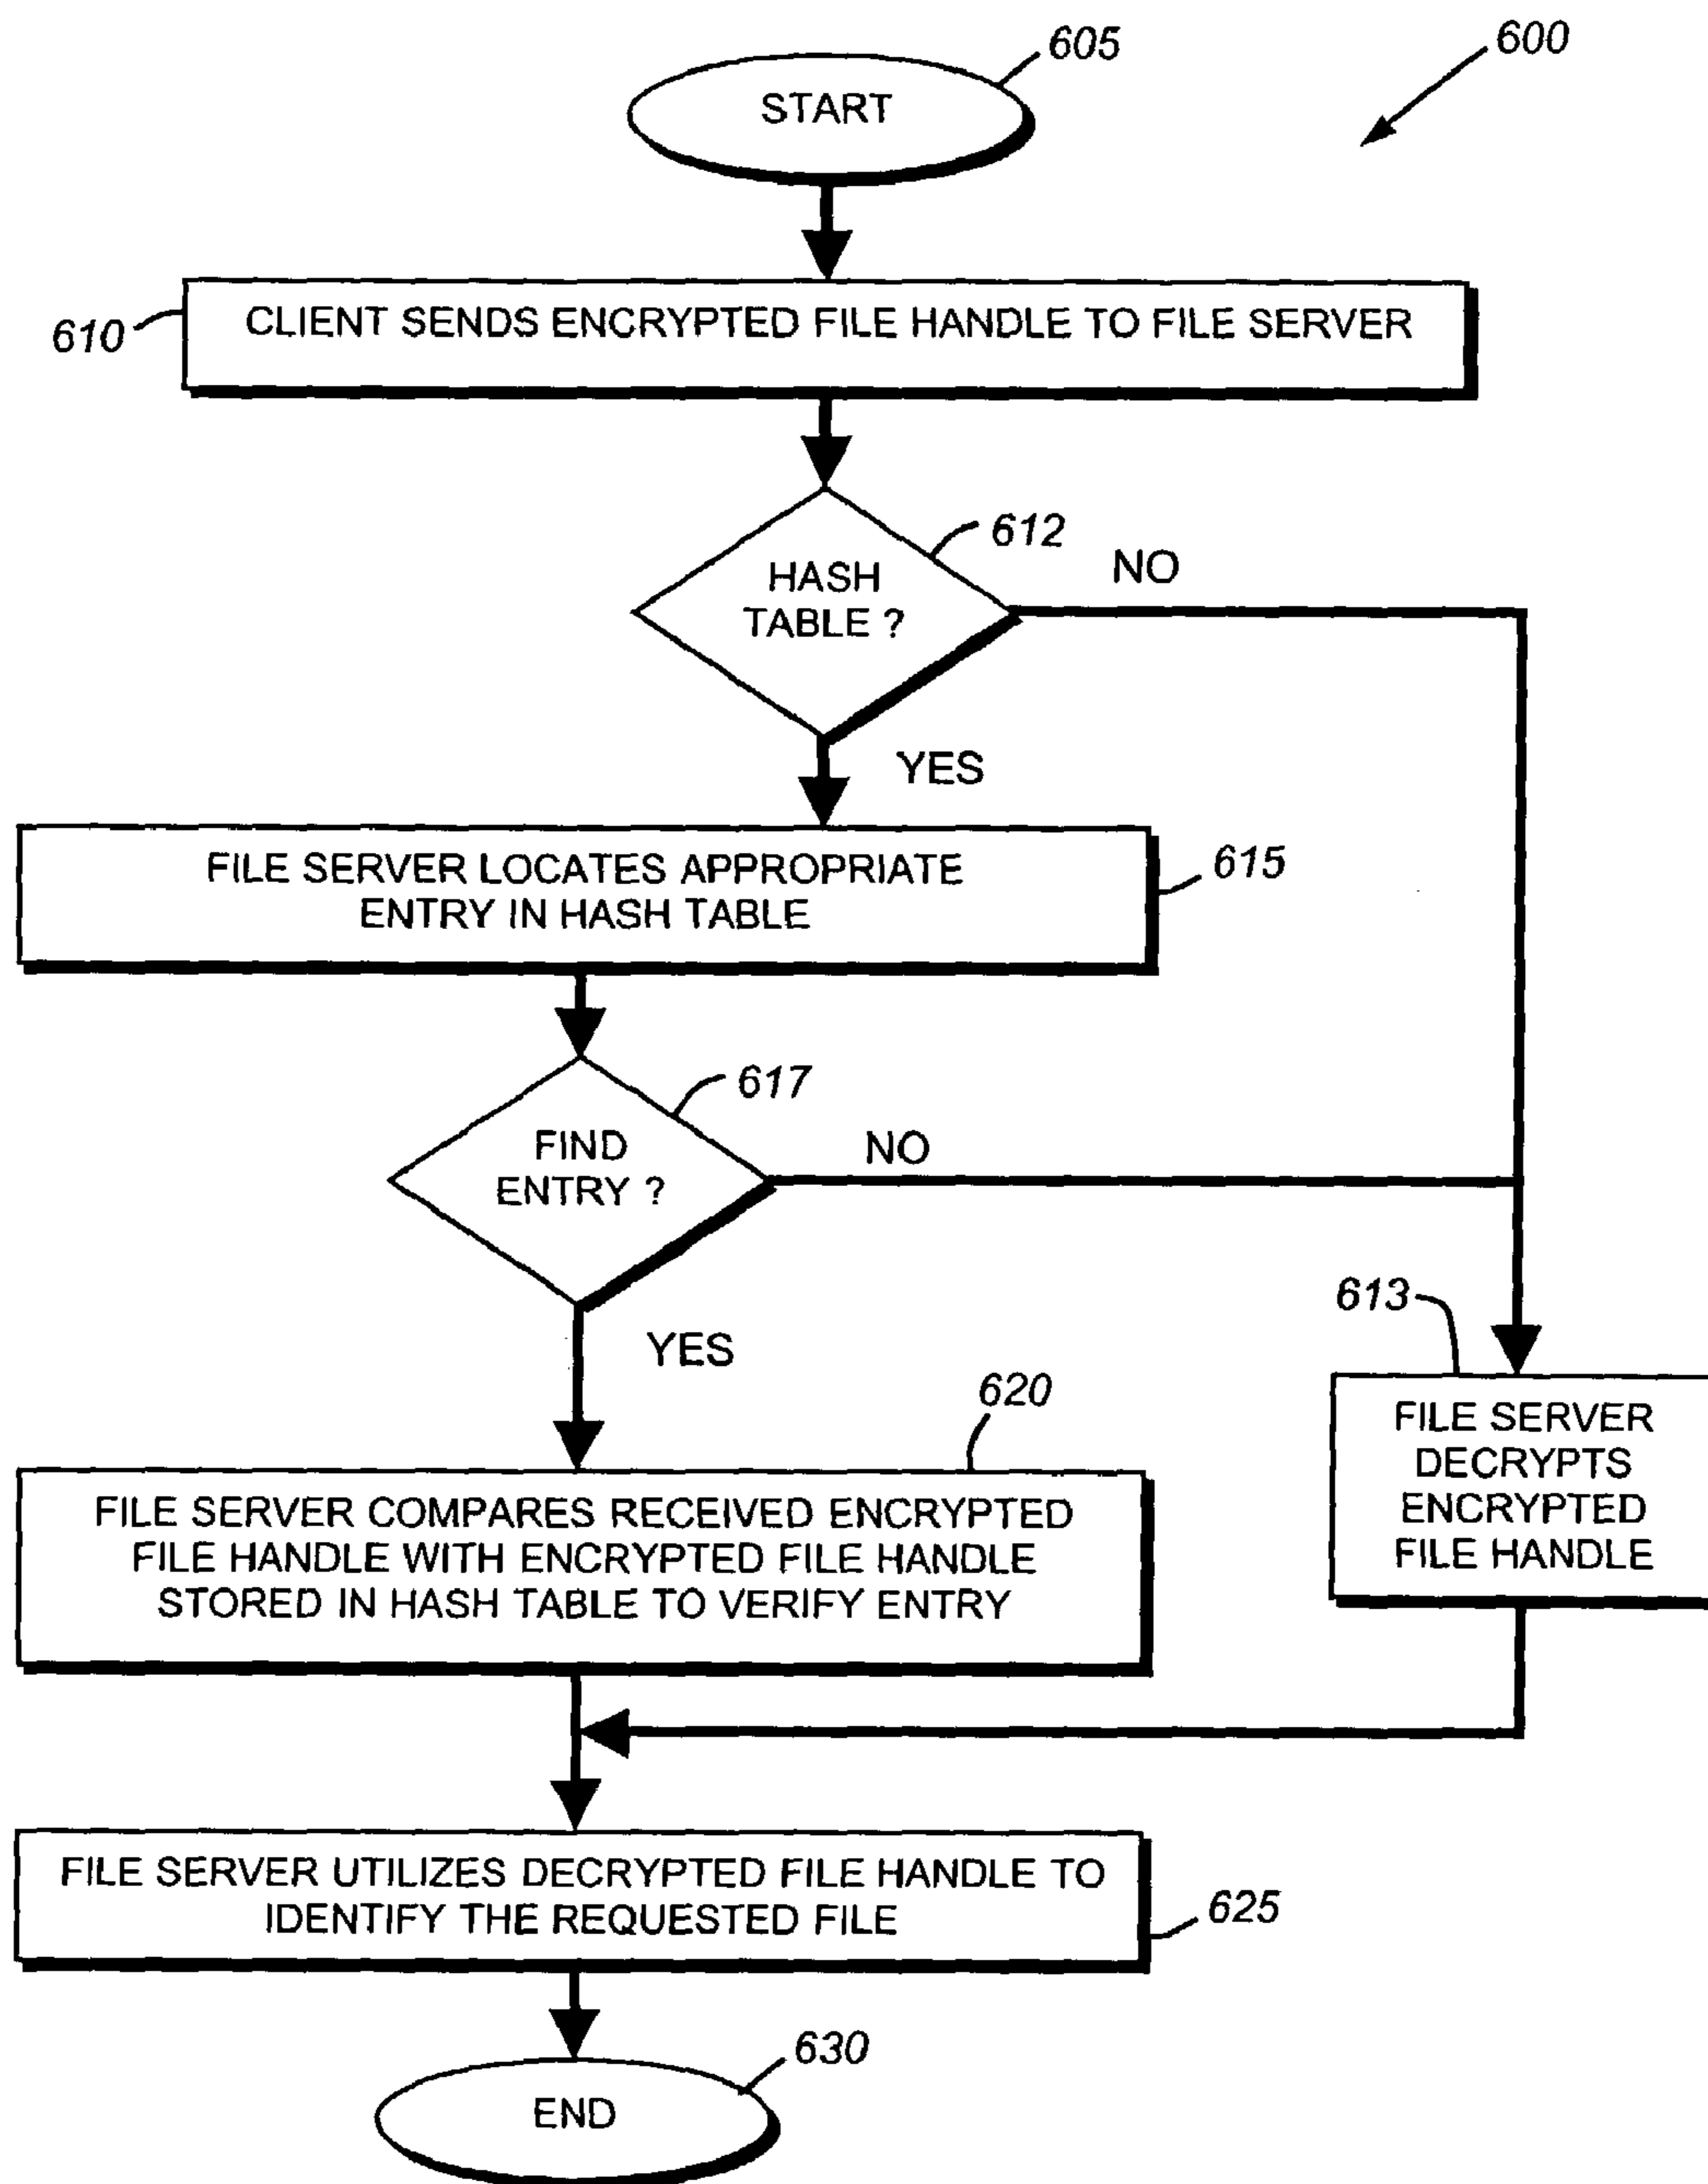 605
600
START
610
CLIENT SENDS ENCRYPTED FILE HANDLE TO FILE SERVER
612
HASH
TABLE ?
NO
YES
FILE SERVER LOCATES APPROPRIATE
ENTRY IN HASH TABLE
615
617
FIND
ENTRY ?
NO
YES
613
620
FILE SERVER
DECRYPTS
ENCRYPTED
FILE HANDLE
FILE SERVER COMPARES RECEIVED ENCRYPTED
FILE HANDLE WITH ENCRYPTED FILE HANDLE
STORED IN HASH TABLE TO VERIFY ENTRY
FILE SERVER UTILIZES DECRYPTED FILE HANDLE TO
IDENTIFY THE REQUESTED FILE
625
630
END